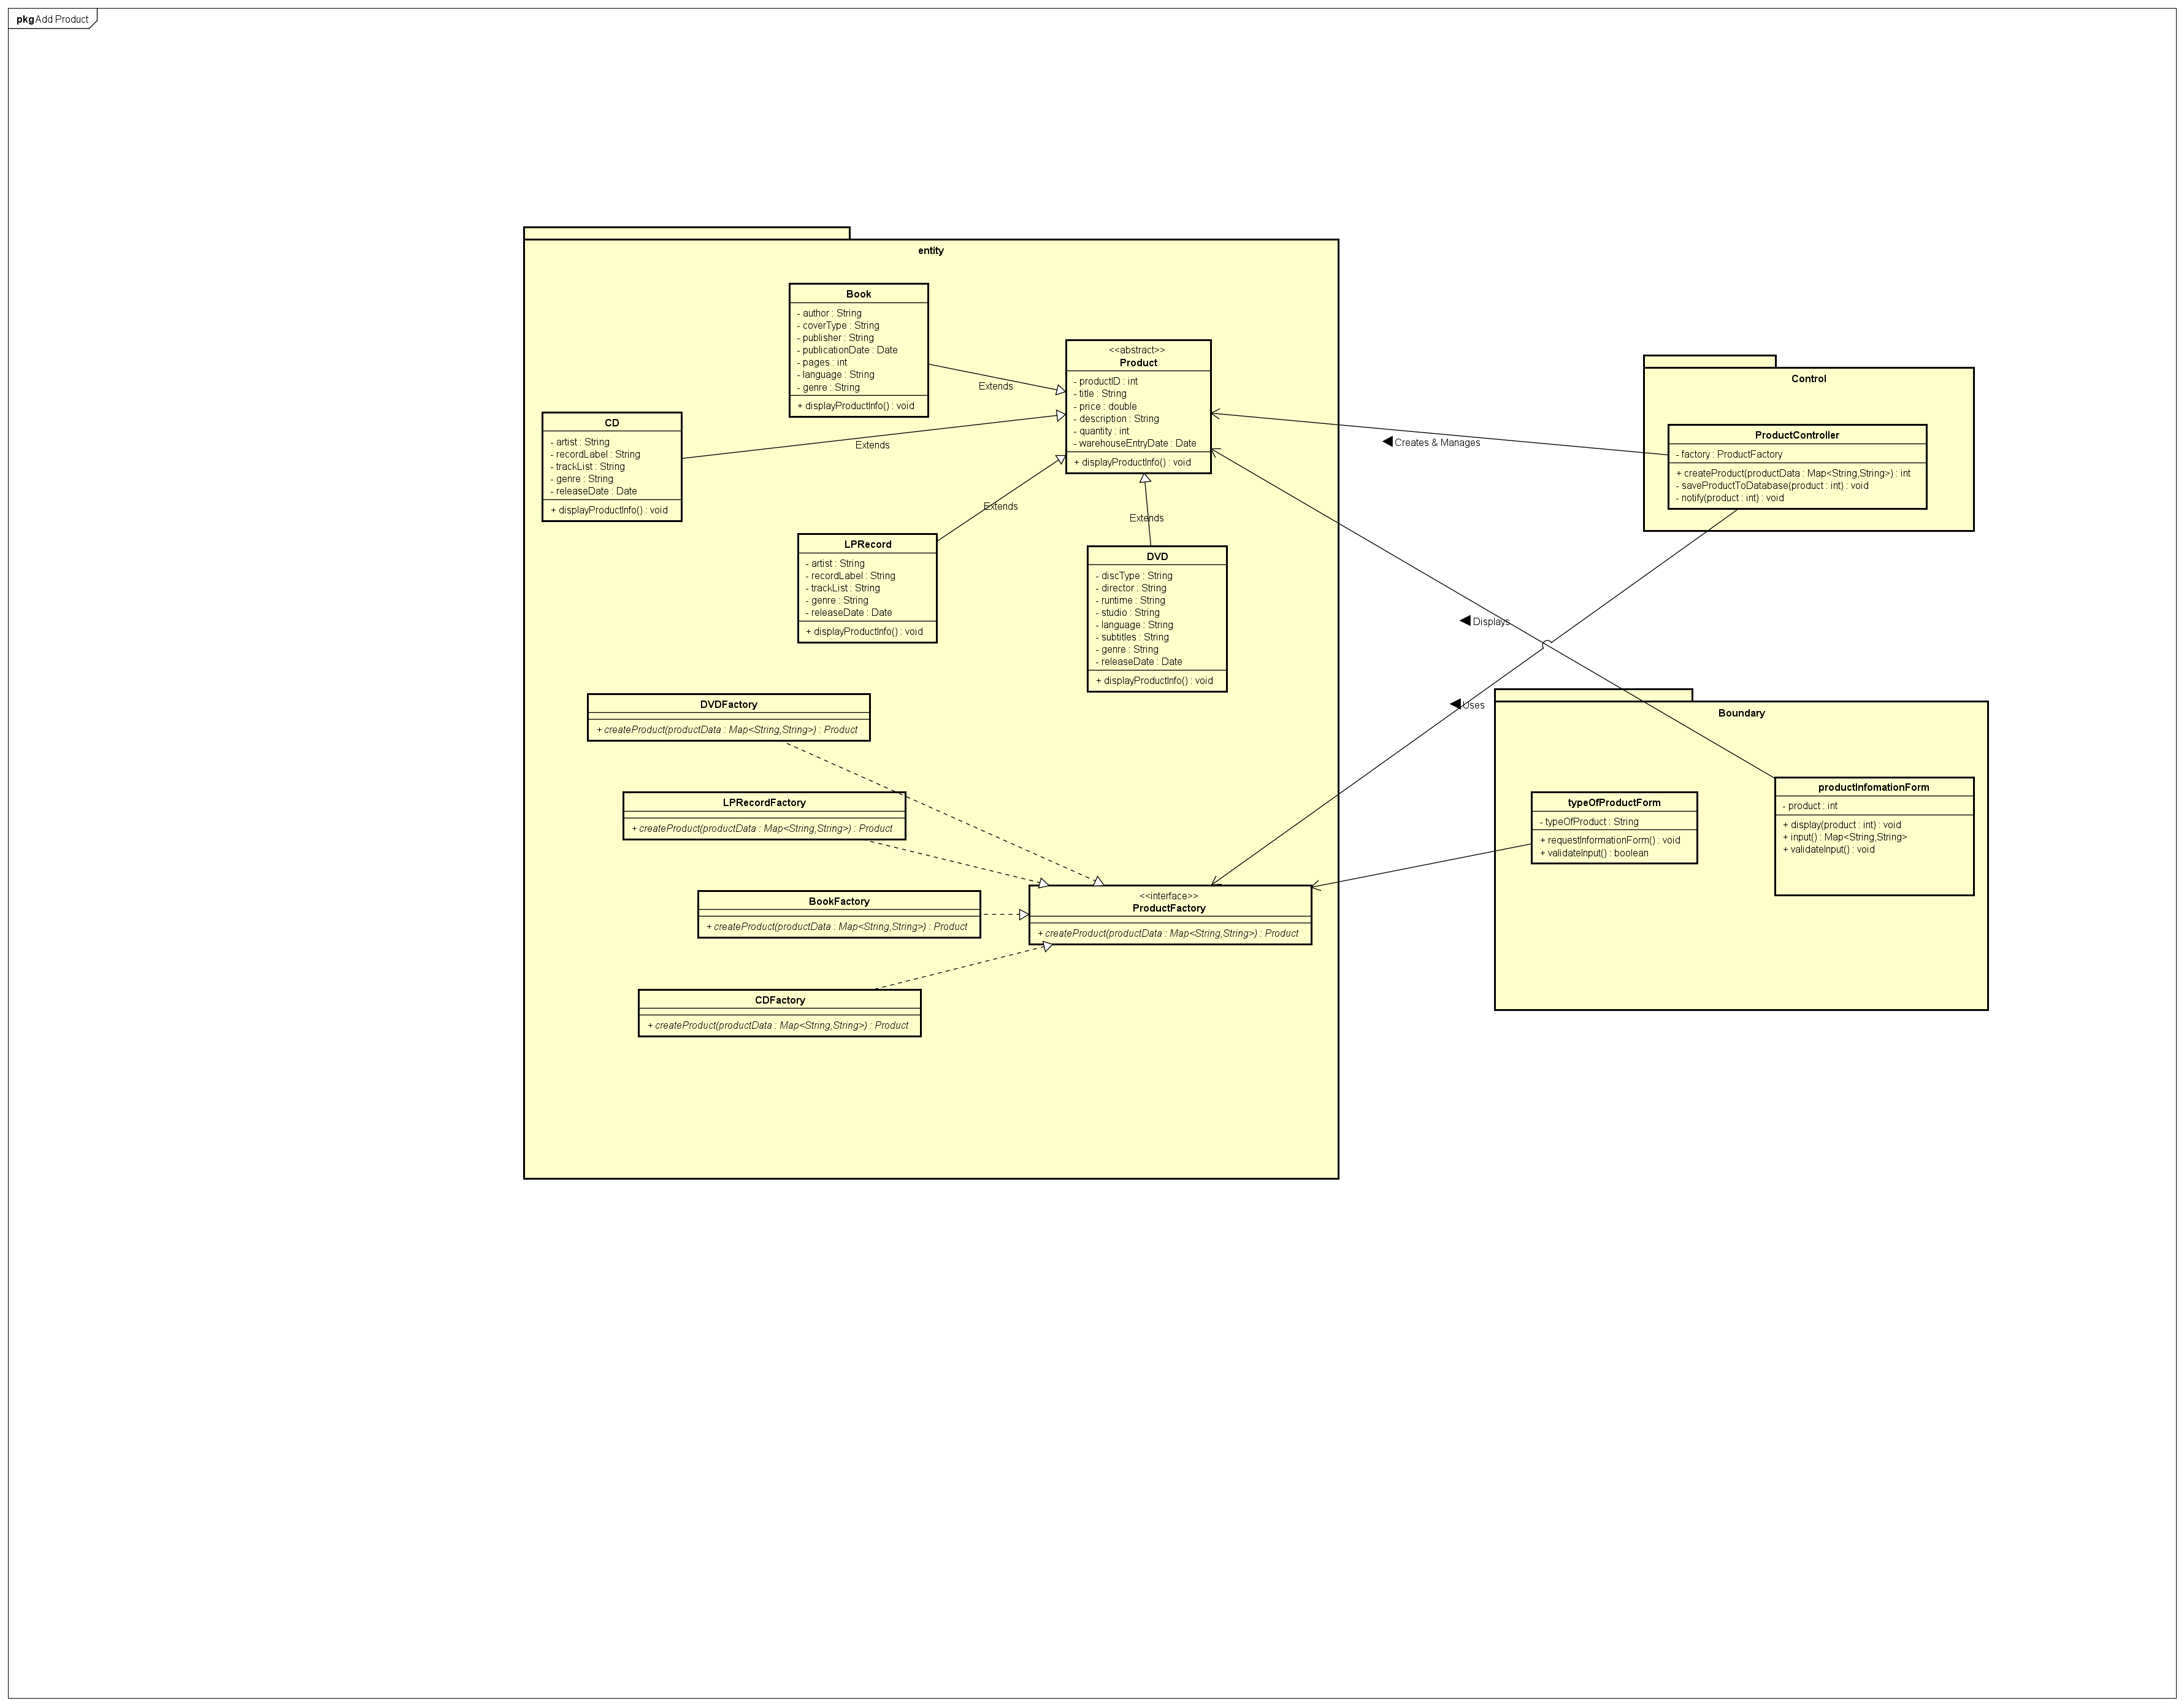 pkg Add Product
entity
Book
- author : String
- coverType : String
- publisher : String
- publicationDate : Date
- pages : int
- language : String
- genre : String
+ displayProductInfo() : void
<<abstract>>
Product
- productID : int
- title : String
- price : double
- description : String
- quantity : int
- warehouseEntryDate : Date
+ displayProductInfo() : void
Extends
CD
- artist : String
- recordLabel : String
- trackList : String
- genre : String
- releaseDate : Date
+ displayProductInfo() : void
Extends
Extends
Extends
LPRecord
- artist : String
- recordLabel : String
- trackList : String
- genre : String
- releaseDate : Date
+ displayProductInfo() : void
DVD
- discType : String
- director : String
- runtime : String
- studio : String
- language : String
- subtitles : String
- genre : String
- releaseDate : Date
+ displayProductInfo() : void
DVDFactory
+ createProduct(productData : Map<String,String>) : Product
LPRecordFactory
+ createProduct(productData : Map<String,String>) : Product
BookFactory
+ createProduct(productData : Map<String,String>) : Product
<<interface>>
ProductFactory
+ createProduct(productData : Map<String,String>) : Product
CDFactory
+ createProduct(productData : Map<String,String>) : Product
Creates & Manages
Displays
Uses
Control
ProductController
- factory : ProductFactory
+ createProduct(productData : Map<String,String>) : int
- saveProductToDatabase(product : int) : void
- notify(product : int) : void
Boundary
typeOfProductForm
- typeOfProduct : String
+ requestInformationForm() : void
+ validateInput() : boolean
productInfomationForm
- product : int
+ display(product : int) : void
+ input() : Map<String,String>
+ validateInput() : void